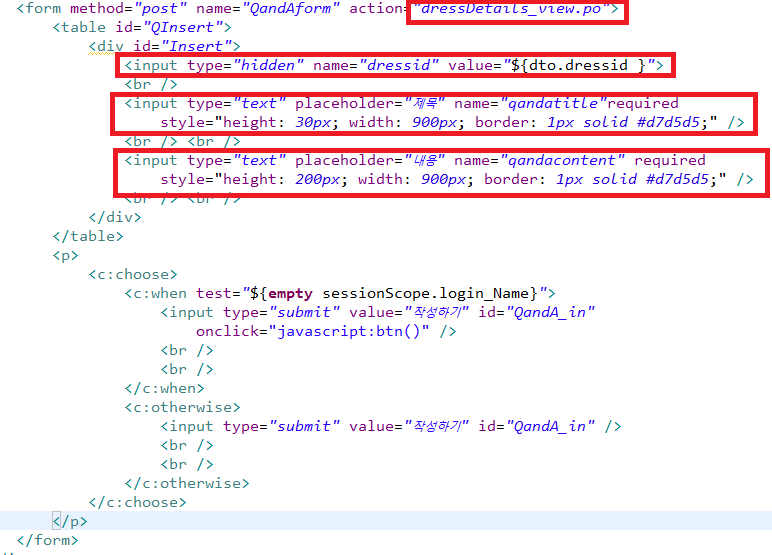 <form method="post" name="QandAform" action="dressDetails_view.po">
<table id="QInsert">
<div id="Insert">
<input type="hidden" name="dressid" value="${dto.dressid }">
<br />
<input type="text" placeholder="제목" name="qandatitle"required
style="height: 30px; width: 900px; border: 1px solid #d7d5d5;" />
<br /> <br />
<input type="text" placeholder="내용" name="qandacontent" required
style="height: 200px; width: 900px; border: 1px solid #d7d5d5;" />
<br /> <br />
</div>
</table>
<p>
<c:choose>
<c:when test="${empty sessionScope.login_Name}">
<input type="submit" value="작성하기" id="QandA_in"
onclick="javascript:btn()" />
<br />
<br />
</c:when>
<c:otherwise>
<input type="submit" value="작성하기" id="QandA_in" />
<br />
<br />
</c:otherwise>
</c:choose>
</p>
</form>